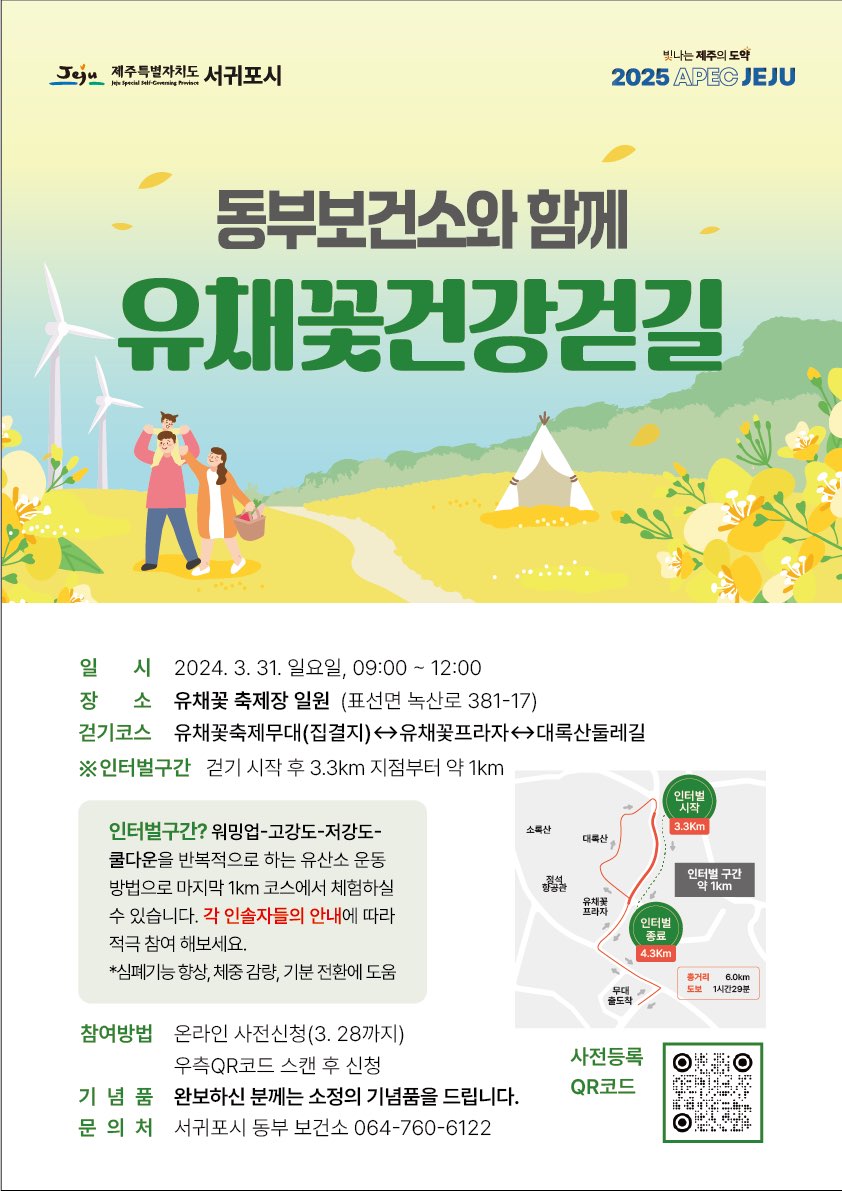 Jeju 제주특별자치도 서귀포시
Jeju Special Self-Governing Province
빛나는 제주의 도약
2025 APEC JEJU
동부보건소와 함께
유채꽃건강걷길
일 시 2024. 3. 31. 일요일, 09:00 ~ 12:00
장 소 유채꽃 축제장 일원 (표선면 녹산로 381-17)
걷기코스 유채꽃축제무대(집결지)↔유채꽃프라자↔대록산둘레길
※인터벌구간 걷기 시작 후 3.3km 지점부터 약 1km
인터벌구간? 워밍업-고강도-저강도-
쿨다운을 반복적으로 하는 유산소 운동
방법으로 마지막 1km 코스에서 체험하실
수 있습니다. 각 인솔자들의 안내에 따라
적극 참여 해보세요.
*심폐기능 향상, 체중 감량, 기분 전환에 도움
인터벌
시작
3.3Km
소록산
대록산
정석
항공관
인터벌 구간
약 1km
유채꽃
프라자
인터벌
종료
4.3Km
총거리 6.0km
도보 1시간29분
무대
출도착
참여방법 온라인 사전신청(3. 28까지)
우측QR코드 스캔 후 신청
기 념 품 완보하신 분께는 소정의 기념품을 드립니다.
문 의 처 서귀포시 동부 보건소 064-760-6122
사전등록
QR코드